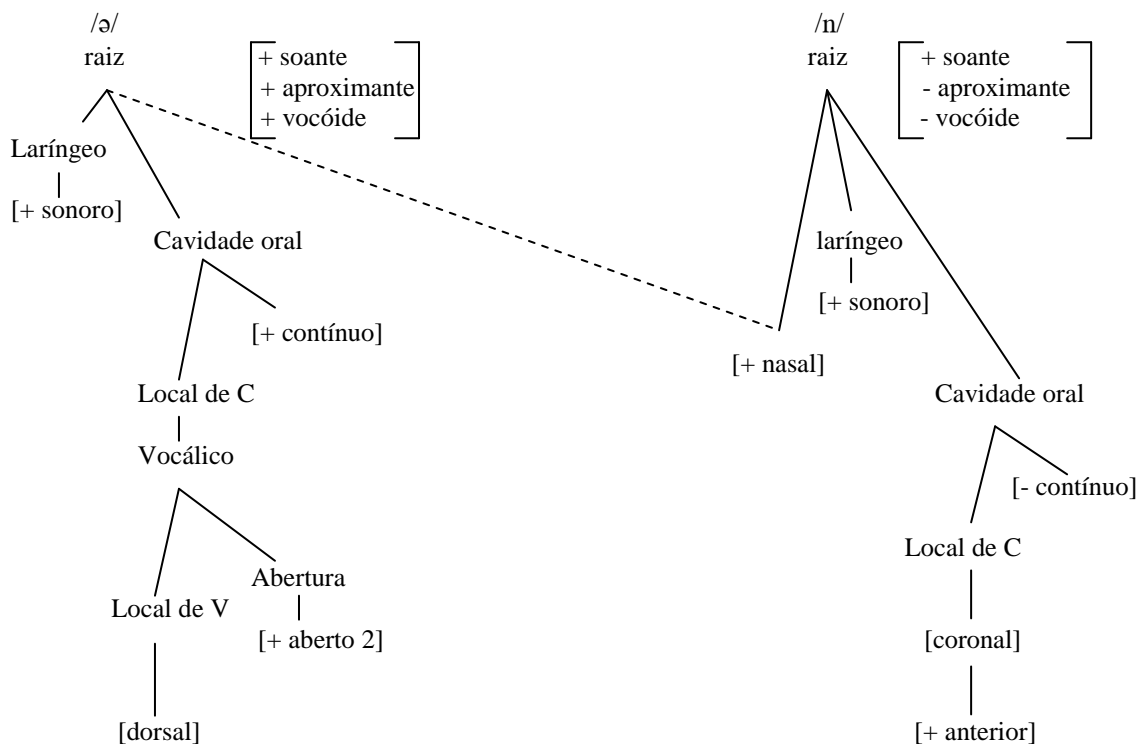 /ə/
raiz
+ soante
+ aproximante
+ vocóide
Laríngeo
[+ sonoro]
Cavidade oral
[+ contínuo]
Local de C
Vocálico
Abertura
Local de V
[+ aberto 2]
[dorsal]
/n/
raiz
+ soante
- aproximante
- vocóide
laríngeo
[+ sonoro]
[+ nasal]
Cavidade oral
[- contínuo]
Local de C
[coronal]
[+ anterior]